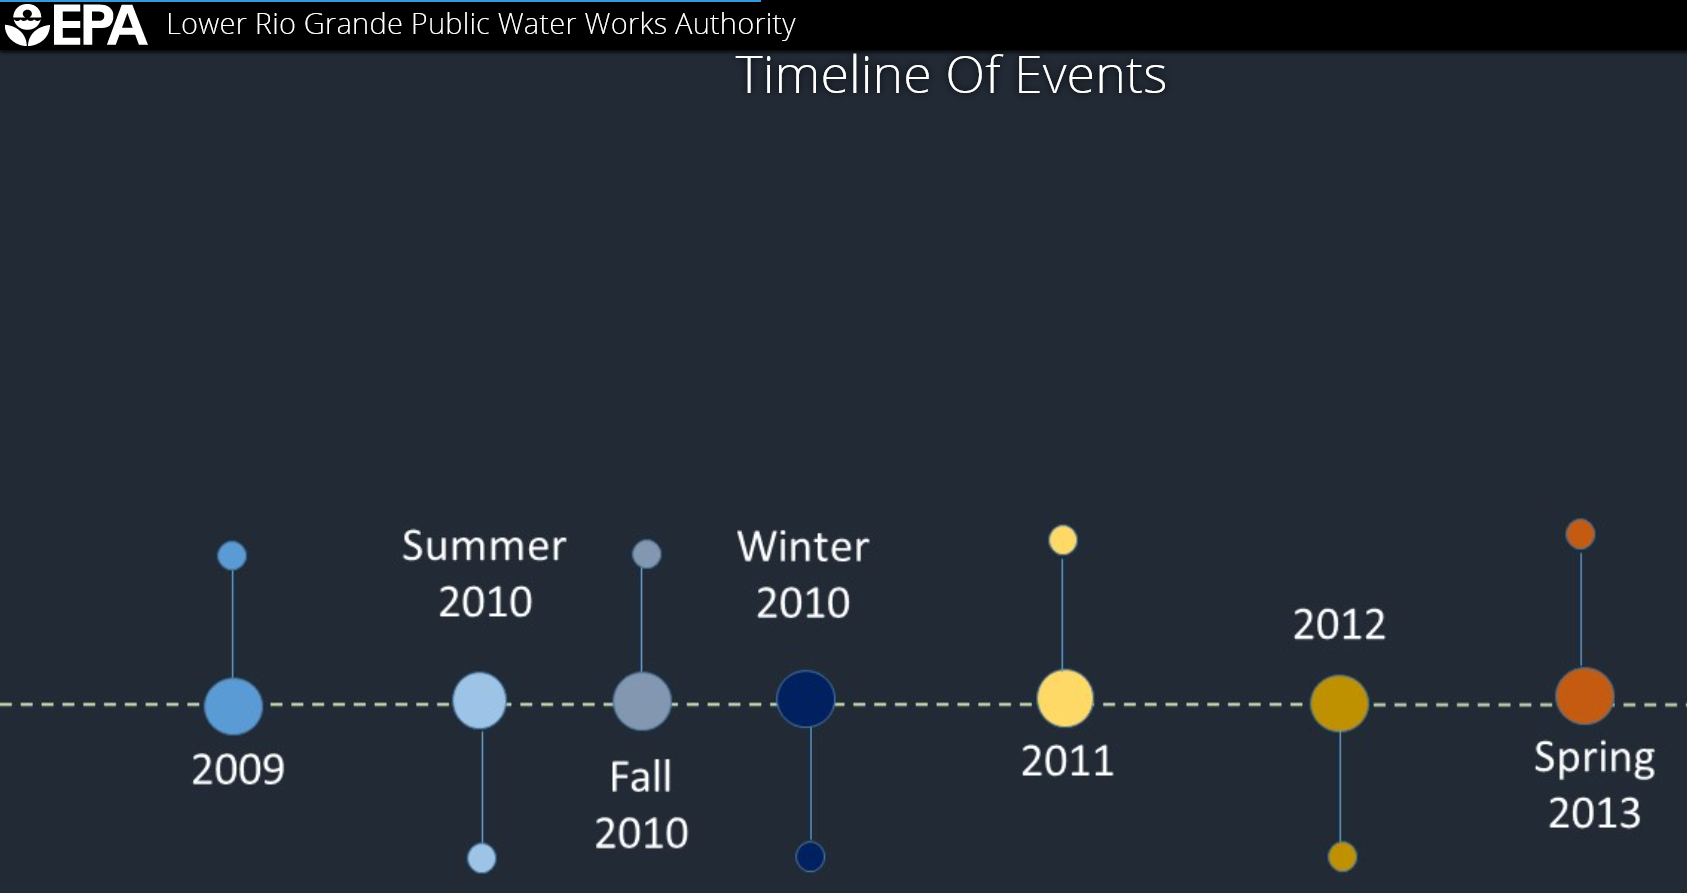 EPA Lower Rio Grande Public Water Works Authority
Timeline Of Events
2009
Summer
2010
Fall
2010
Winter
2010
2011
2012
Spring
2013